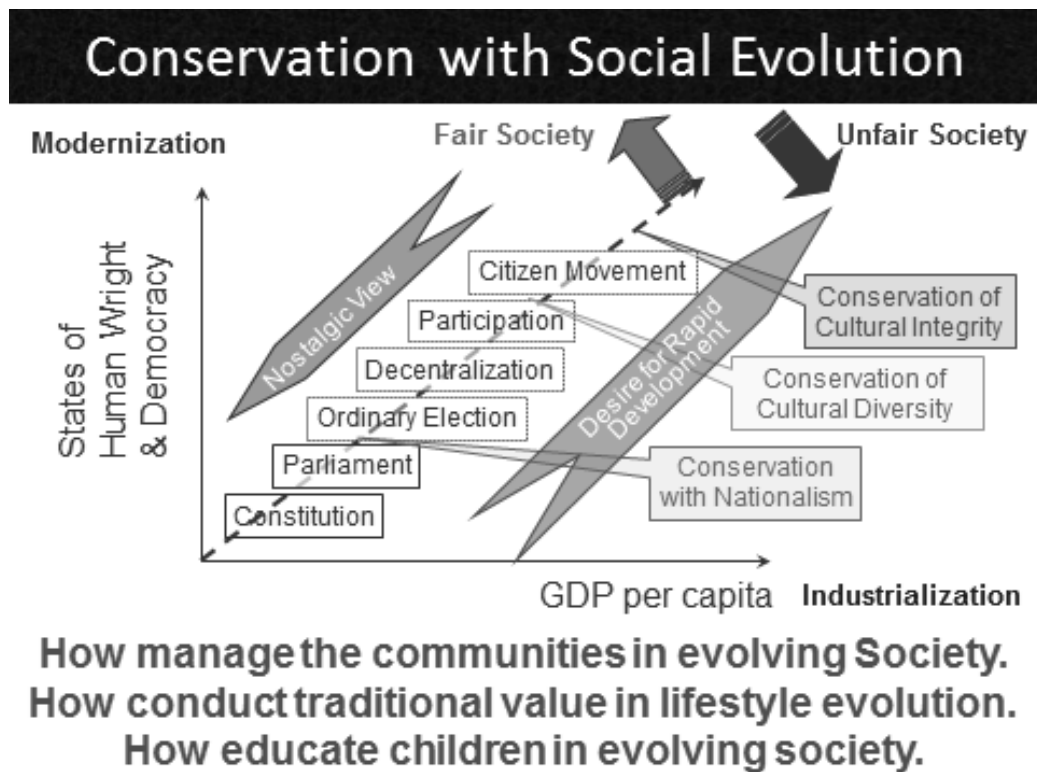 Conservation with Social Evolution
Modernization
Fair Society
Unfair Society
States of
Human Wright
& Democracy
Nostalgic View
Citizen Movement
Participation
Decentralization
Ordinary Election
Parliament
Constitution
Desire for Rapid
Development
Conservation of
Cultural Integrity
Conservation of
Cultural Diversity
Conservation
with Nationalism
GDP per capita
Industrialization
How manage the communities in evolving Society.
How conduct traditional value in lifestyle evolution.
How educate children in evolving society.